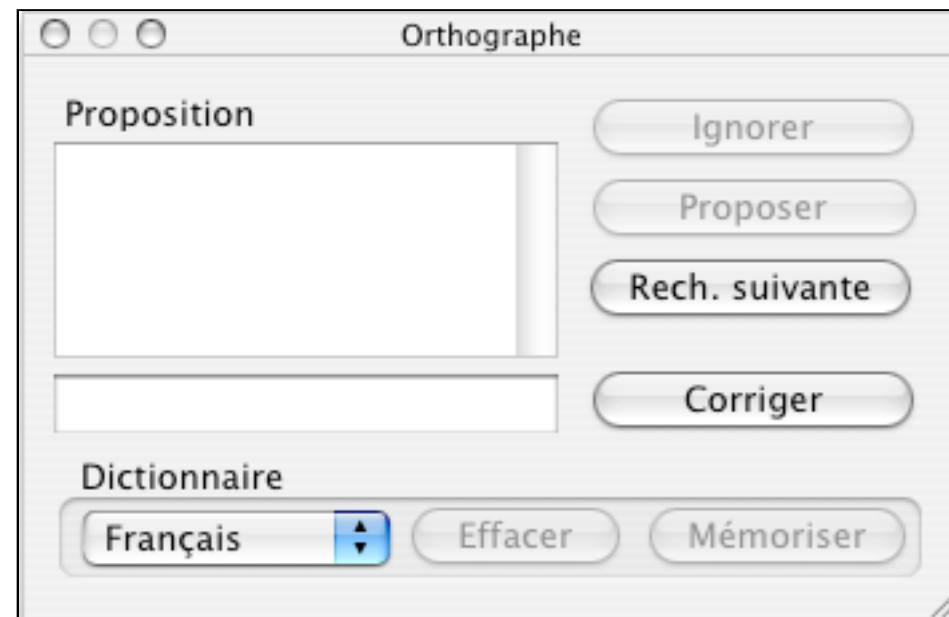 Orthographe
Proposition
Ignorer
Proposer
Rech. suivante
Corriger
Dictionnaire
Français
Effacer
Mémoriser